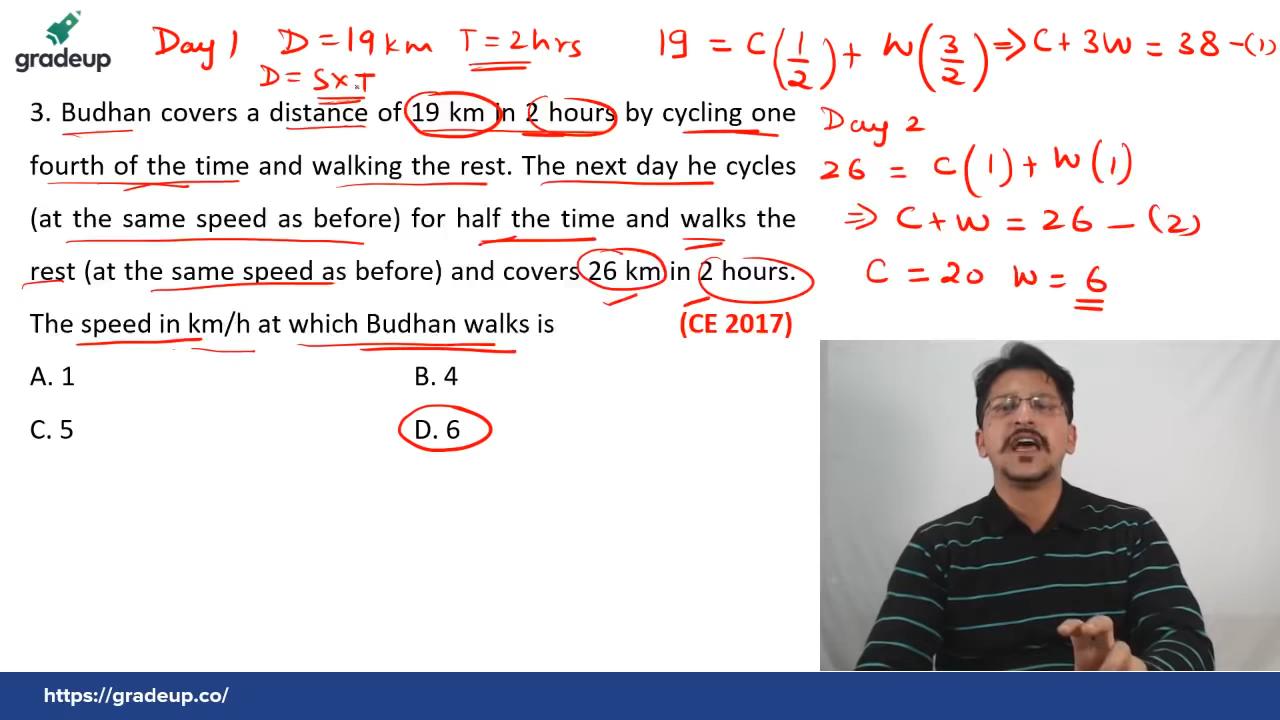 gradeup
Day 1 D = 19 km T = 2 hrs
D = S x T
19 = C(1/2) + W(3/2) ⇒ C + 3W = 38 - (1)
3. Budhan covers a distance of 19 km in 2 hours by cycling one
fourth of the time and walking the rest. The next day he cycles
(at the same speed as before) for half the time and walks the
rest (at the same speed as before) and covers 26 km in 2 hours.
The speed in km/h at which Budhan walks is (CE 2017)
A. 1 B. 4
C. 5 D. 6
Day 2
26 = C(1) + W(1)
⇒ C + W = 26 - (2)
C = 20 W = 6
https://gradeup.co/